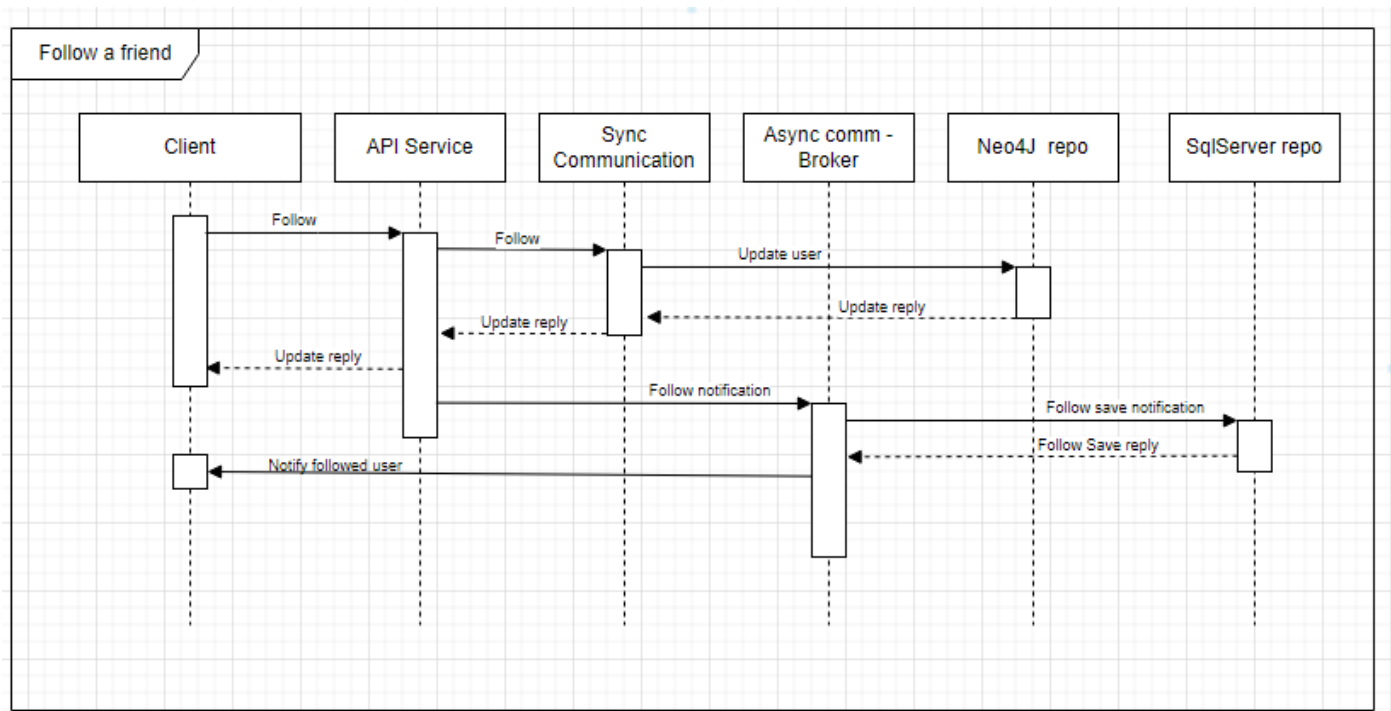 Follow a friend
Client
API Service
Sync
Communication
Async comm -
Broker
Neo4J repo
SqlServer repo
Follow
Follow
Update user
Update reply
Update reply
Update reply
Follow notification
Follow save notification
Follow Save reply
Notify followed user